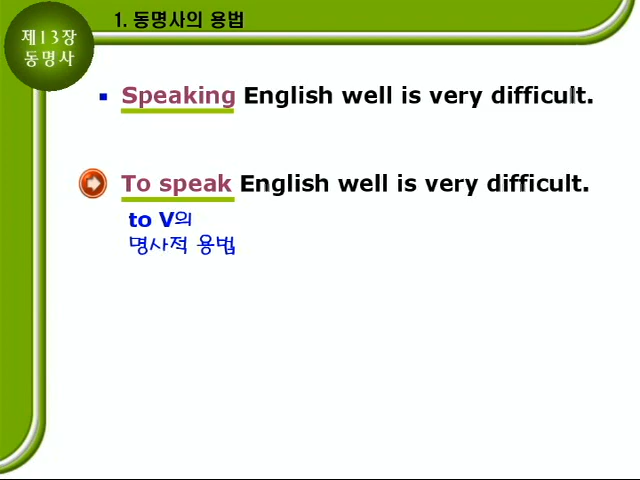 제13장
동명사
1. 동명사의 용법
▪ Speaking English well is very difficult.
To speak English well is very difficult.
to V의
명사적 용법